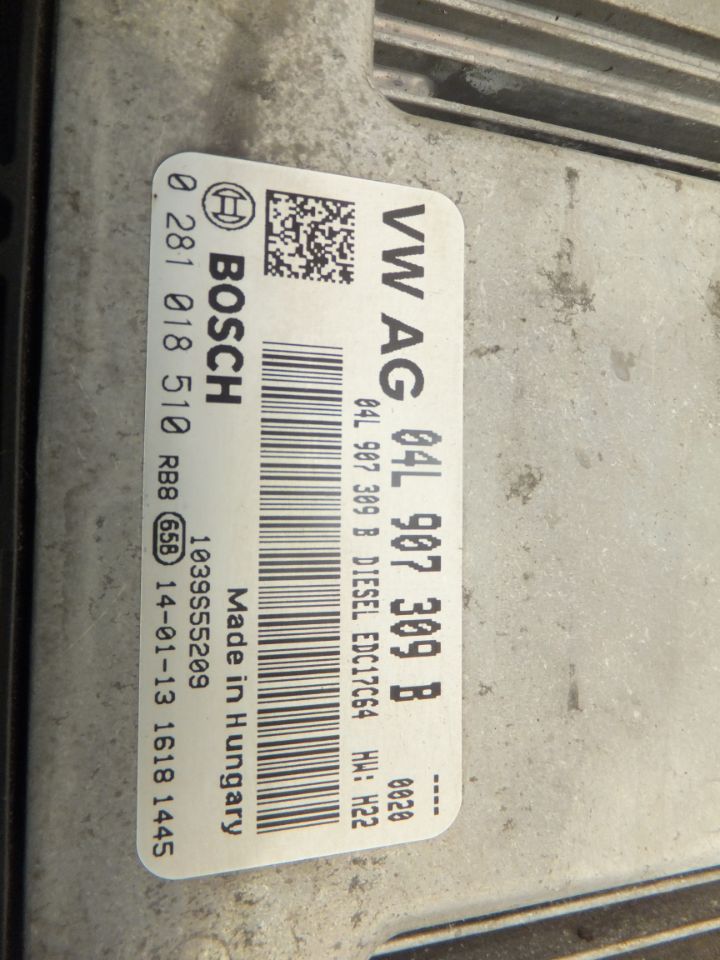 VW AG 04L 907 309 B ----
04L 907 309 B DIESEL EDC17C64 HW: H22 0020
Made in Hungary
BOSCH 1039S55209
0 281 018 510 RB8 65B 14-01-13 1618 1445